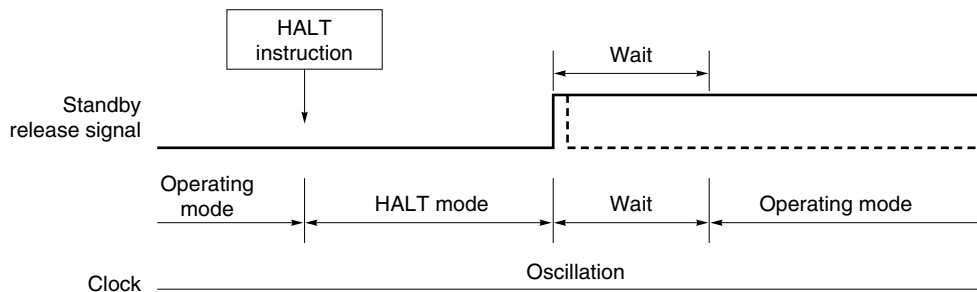 HALT
instruction
Wait
Standby
release signal
Operating
mode
HALT mode
Wait
Operating mode
Oscillation
Clock